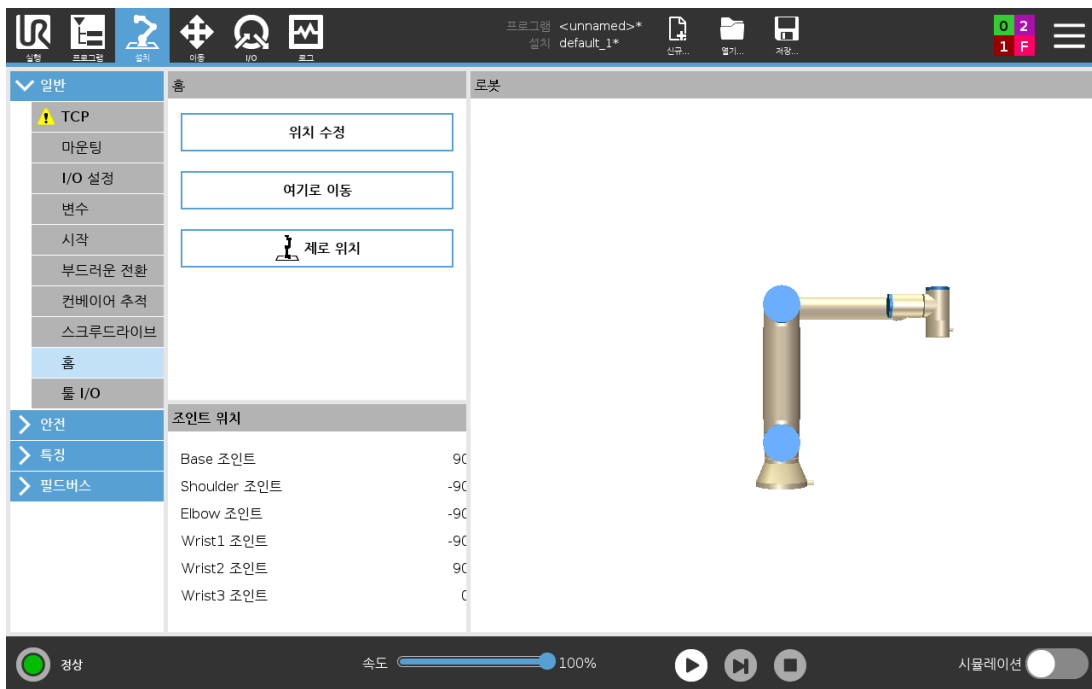 UR
실행
프로그램
설치
이동
I/O
로그
프로그램 <unnamed>*
설치 default_1*
신규...
열기...
저장...
0 2
1 F
일반
TCP
마운팅
I/O 설정
변수
시작
부드러운 전환
컨베이어 추적
스크루드라이브
홈
툴 I/O
안전
특징
필드버스
홈
위치 수정
여기로 이동
제로 위치
조인트 위치
Base 조인트 90
Shoulder 조인트 -90
Elbow 조인트 -90
Wrist1 조인트 -90
Wrist2 조인트 90
Wrist3 조인트 0
로봇
정상
속도 100%
시뮬레이션